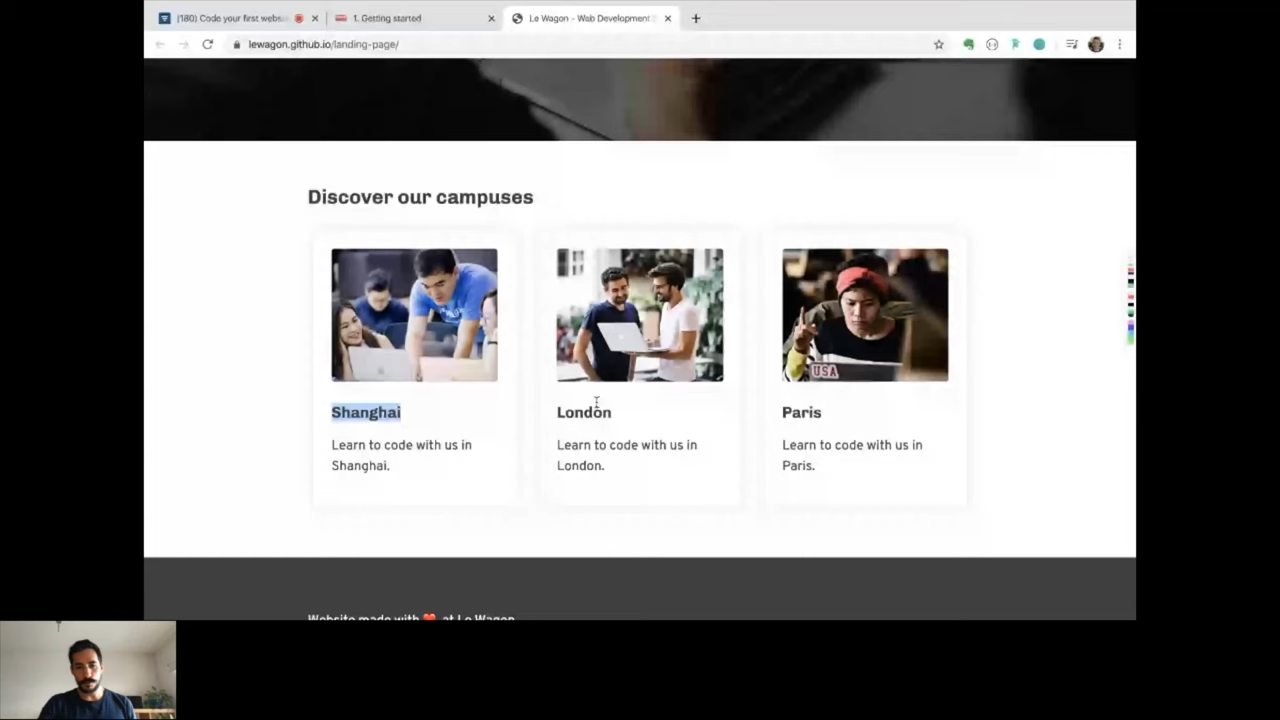 (180) Code your first websi
1. Getting started
Le Wagon - Web Development
lewagon.github.io/landing-page/
Discover our campuses
USA
Shanghai
London
Paris
Learn to code with us in
Shanghai.
Learn to code with us in
London.
Learn to code with us in
Paris.
Website made with ❤️ at Le Wagon